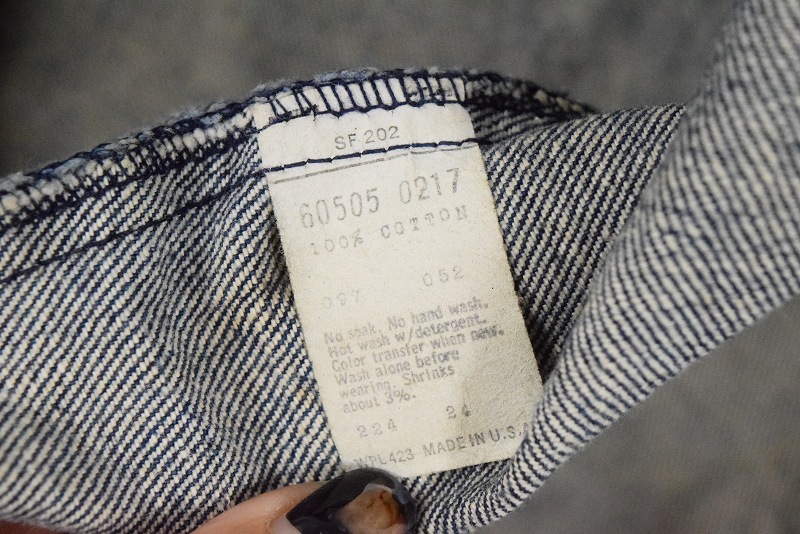 SF 202
60505 0217
100% COTTON
097 052
No soak. No hand wash.
Hot wash w/detergent.
Color transfer when new.
Wash alone before
wearing. Shrinks
about 3%.
224 24
WPL423 MADE IN U.S.A